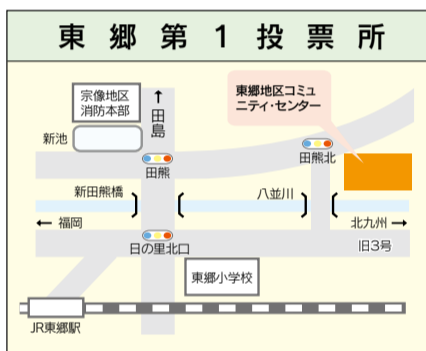 東郷第1投票所
宗像地区
消防本部
↑
田島
東郷地区コミュ
ニティ・センター
新池
田熊
田熊北
新田熊橋
八並川
← 福岡
北九州 →
日の里北口
旧3号
東郷小学校
JR東郷駅